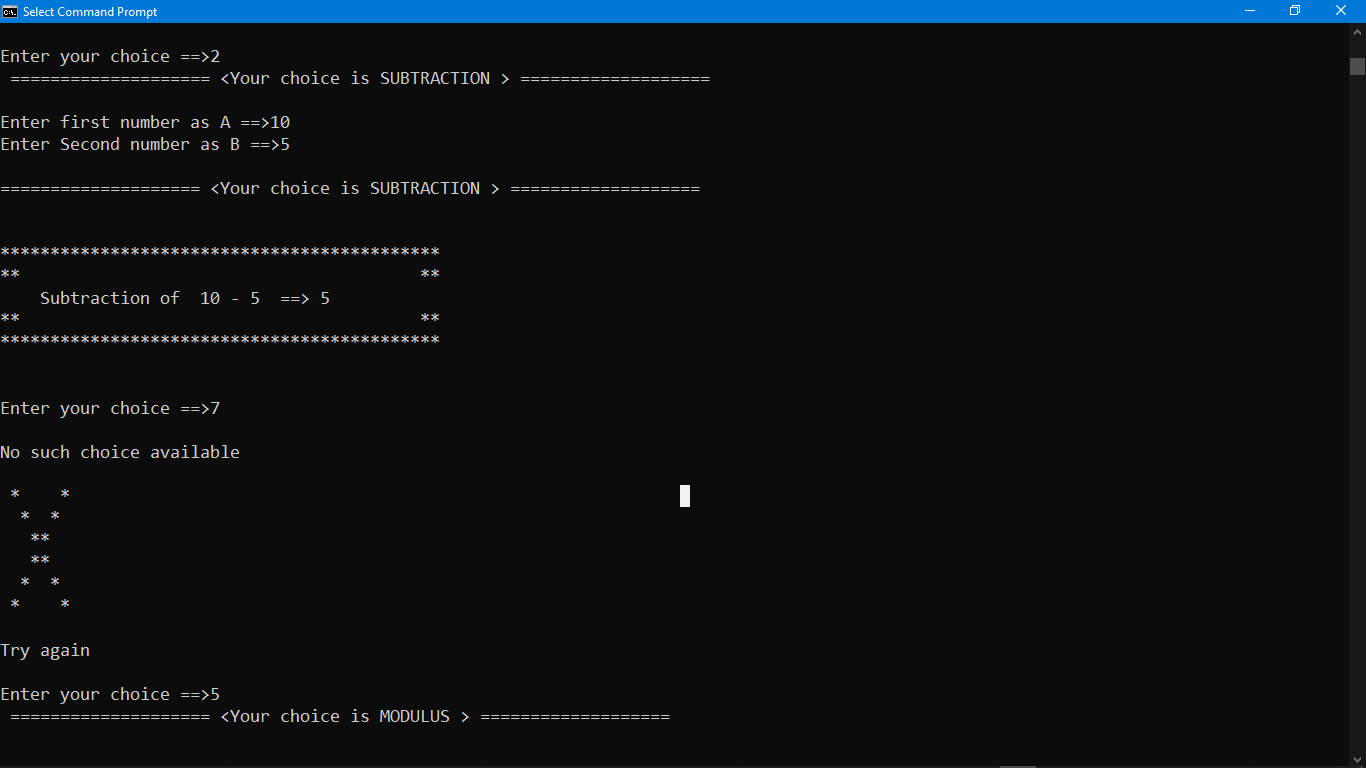 Select Command Prompt
Enter your choice ==>2
==================== <Your choice is SUBTRACTION > ===================
Enter first number as A ==>10
Enter Second number as B ==>5
==================== <Your choice is SUBTRACTION > ===================
********************************************
** **
Subtraction of 10 - 5 ==> 5
** **
********************************************
Enter your choice ==>7
No such choice available
* *
* *
**
**
* *
* *
Try again
Enter your choice ==>5
==================== <Your choice is MODULUS > ===================